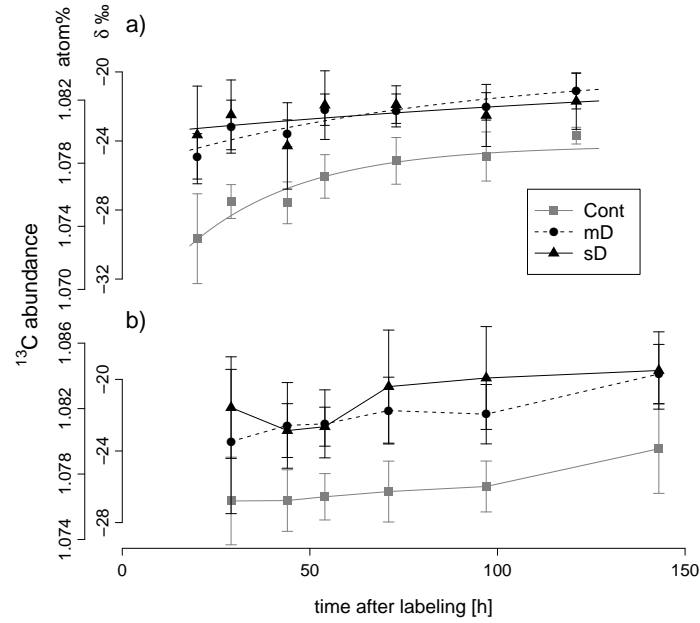 a)
atom%
δ ‰
1.082
1.078
1.074
1.070
−20
−24
−28
−32
Cont
mD
sD
¹³C abundance
b)
1.086
1.082
1.078
1.074
−20
−24
−28
0 50 100 150
time after labeling [h]